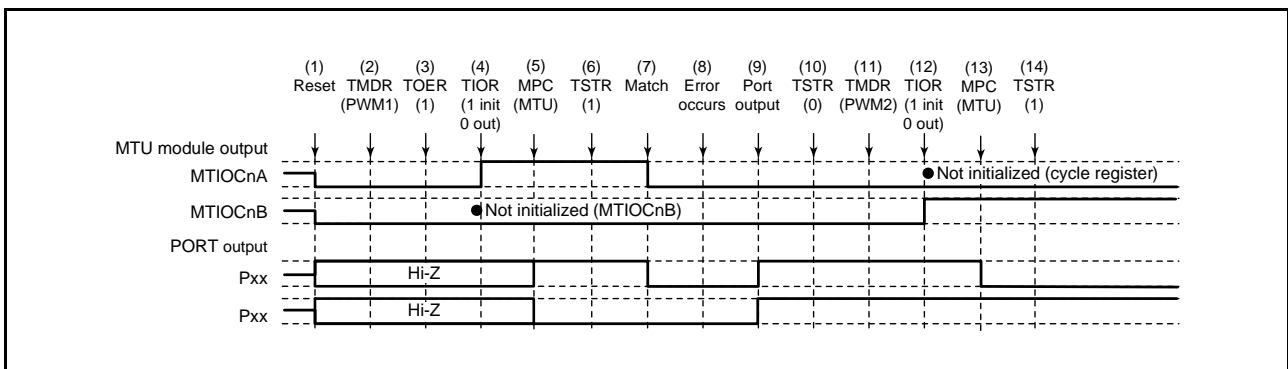 (1) (2) (3) (4) (5) (6) (7) (8) (9) (10) (11) (12) (13) (14)
Reset TMDR TOER TIOR MPC TSTR Match Error Port TSTR TMDR TIOR MPC TSTR
(PWM1) (1) (1 init (MTU) (1) occurs output (0) (PWM2) (1 init (MTU) (1)
0 out) 0 out)
MTU module output
MTIOCnA
Not initialized (cycle register)
MTIOCnB
Not initialized (MTIOCnB)
PORT output
Pxx
Hi-Z
Pxx
Hi-Z